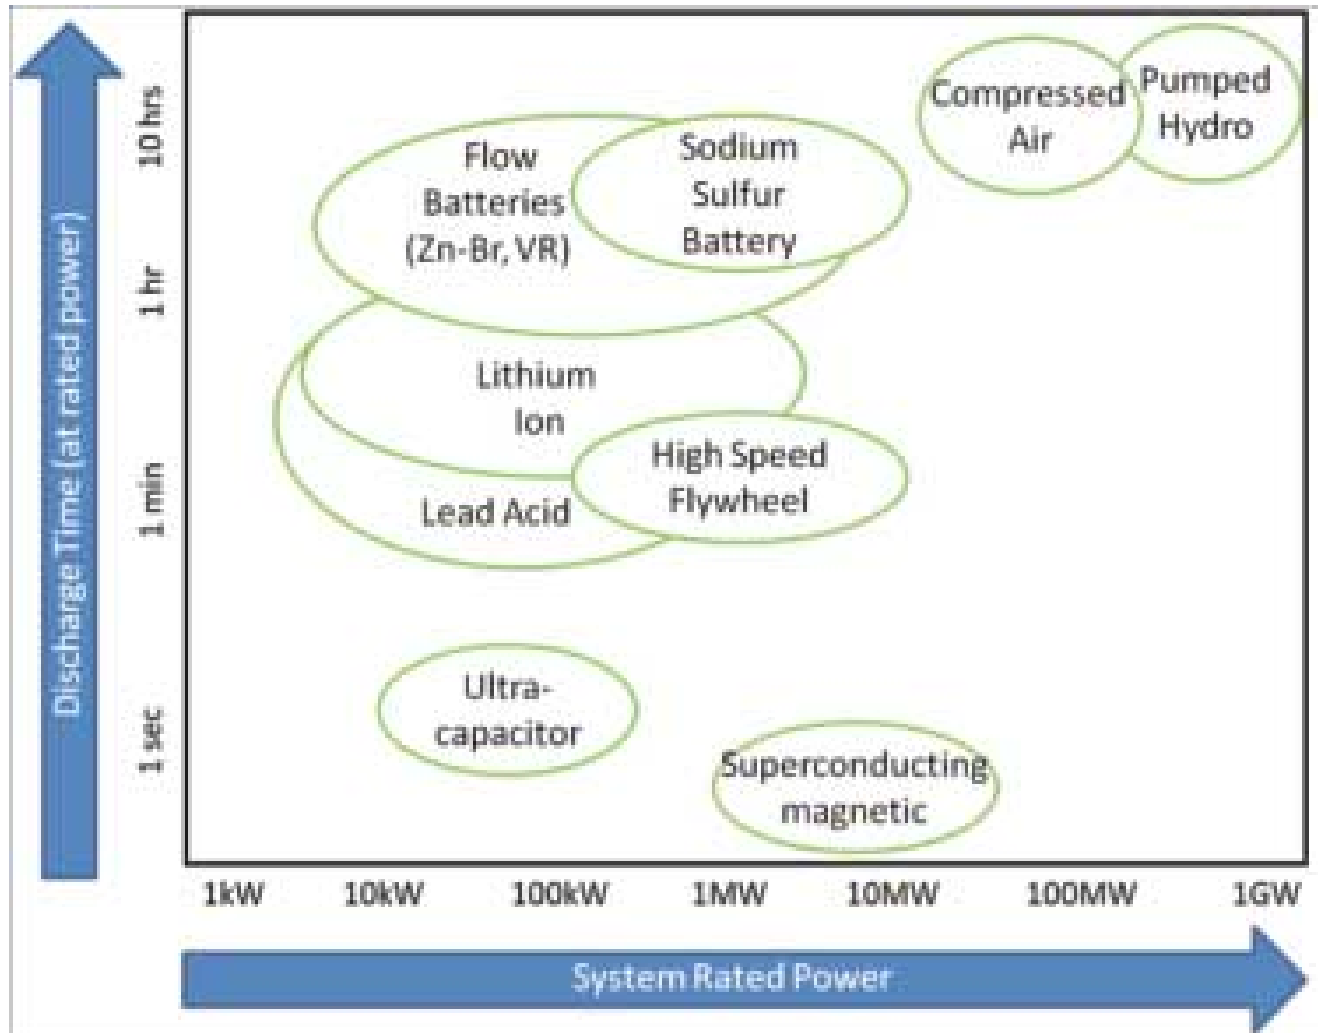 Discharge Time (at rated power)
10 hrs
1 hr
1 min
1 sec
Compressed
Air
Pumped
Hydro
Flow
Batteries
(Zn-Br, VR)
Sodium
Sulfur
Battery
Lithium
Ion
High Speed
Flywheel
Lead Acid
Ultra-
capacitor
Superconducting
magnetic
1kW 10kW 100kW 1MW 10MW 100MW 1GW
System Rated Power